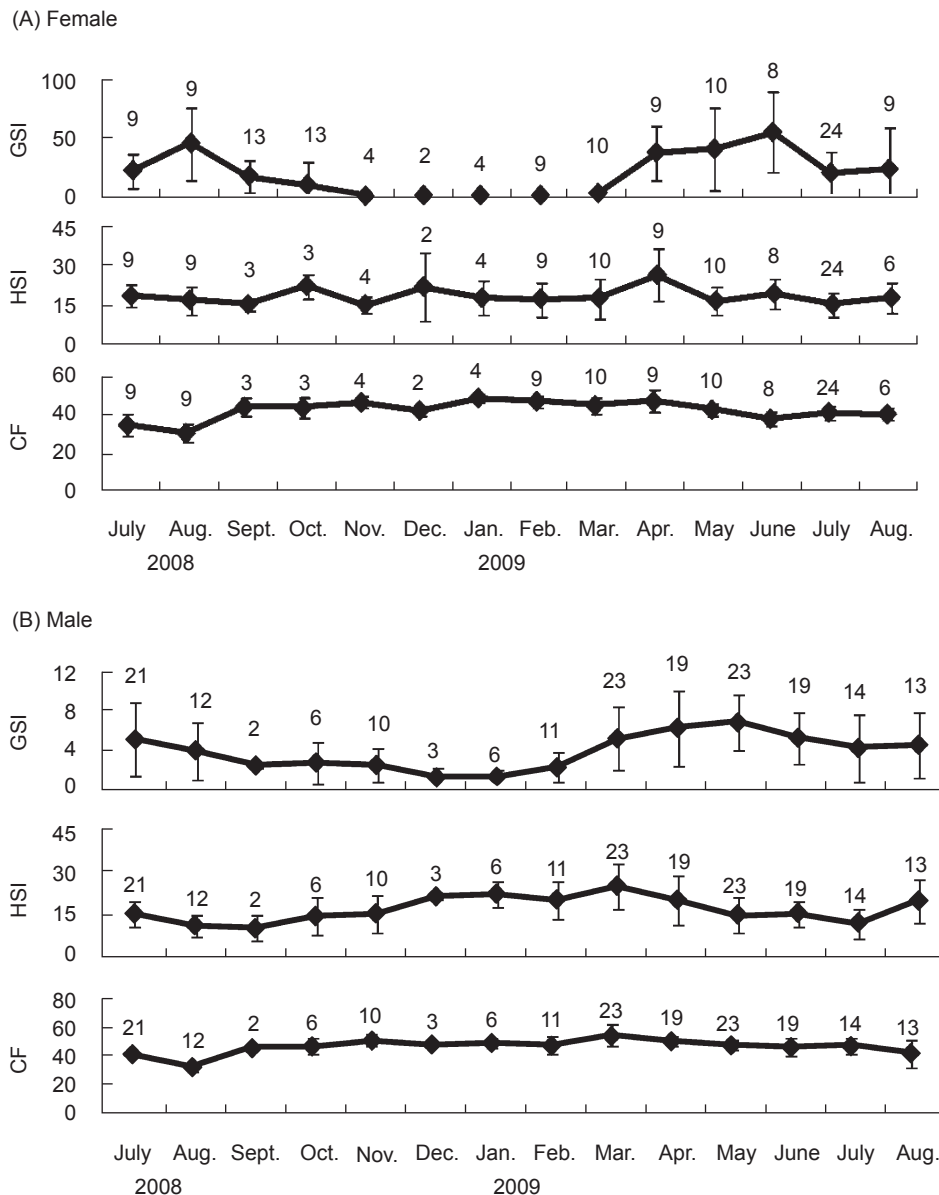 (A) Female
GSI
100
50
0
9 9 13 13 4 2 4 9 10 9 10 8 24 9
HSI
45
30
15
0
9 9 3 3 4 2 4 9 10 9 10 8 24 6
CF
60
40
20
0
9 9 3 3 4 2 4 9 10 9 10 8 24 6
July Aug. Sept. Oct. Nov. Dec. Jan. Feb. Mar. Apr. May June July Aug.
2008 2009
(B) Male
GSI
12
8
4
0
21 12 2 6 10 3 6 11 23 19 23 19 14 13
HSI
45
30
15
0
21 12 2 6 10 3 6 11 23 19 23 19 14 13
CF
80
60
40
20
0
21 12 2 6 10 3 6 11 23 19 23 19 14 13
July Aug. Sept. Oct. Nov. Dec. Jan. Feb. Mar. Apr. May June July Aug.
2008 2009